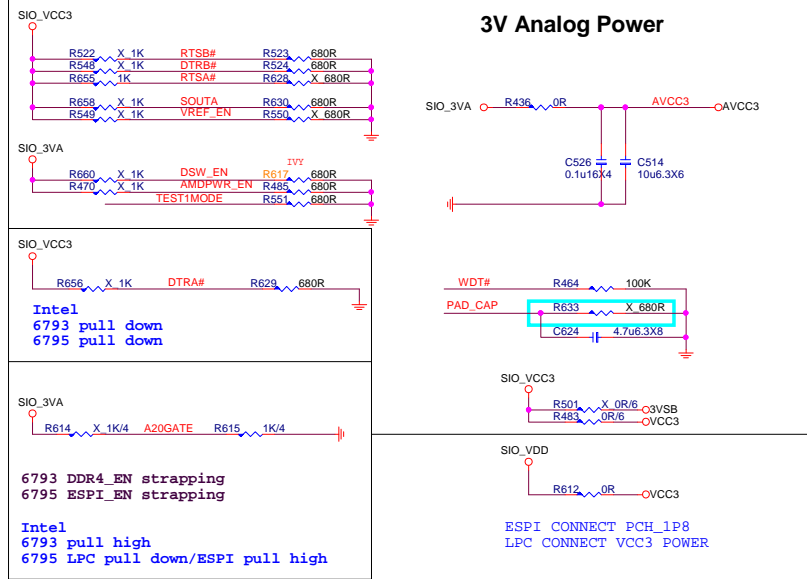 SIO_VCC3
R522 X_1K RTSB# R523 680R
R548 X_1K DTRB# R524 680R
R655 1K RTSA# R628 X_680R
R658 X_1K SOUTA R630 680R
R549 X_1K VREF_EN R550 X_680R
SIO_3VA
IVY
R660 X_1K DSW_EN R617 680R
R470 X_1K AMDPWR_EN R485 680R
TEST1MODE R551 680R
3V Analog Power
SIO_3VA R436 0R AVCC3 AVCC3
C526 C514
0.1u16X4 10u6.3X6
SIO_VCC3
R656 X_1K DTRA# R629 680R
Intel
6793 pull down
6795 pull down
WDT# R464 100K
PAD_CAP R633 X_680R
C624 4.7u6.3X8
SIO_VCC3
R501 X_0R/6 3VSB
R483 0R/6 VCC3
SIO_3VA
R614 X_1K/4 A20GATE R615 1K/4
6793 DDR4_EN strapping
6795 ESPI_EN strapping
Intel
6793 pull high
6795 LPC pull down/ESPI pull high
SIO_VDD
R612 0R VCC3
ESPI CONNECT PCH_1P8
LPC CONNECT VCC3 POWER